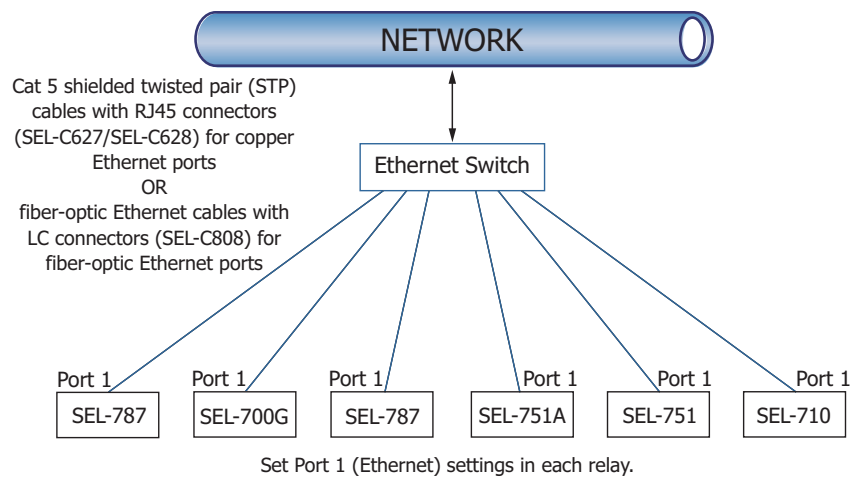 NETWORK
Cat 5 shielded twisted pair (STP)
cables with RJ45 connectors
(SEL-C627/SEL-C628) for copper
Ethernet ports
OR
fiber-optic Ethernet cables with
LC connectors (SEL-C808) for
fiber-optic Ethernet ports
Ethernet Switch
Port 1 Port 1 Port 1 Port 1 Port 1 Port 1
SEL-787 SEL-700G SEL-787 SEL-751A SEL-751 SEL-710
Set Port 1 (Ethernet) settings in each relay.